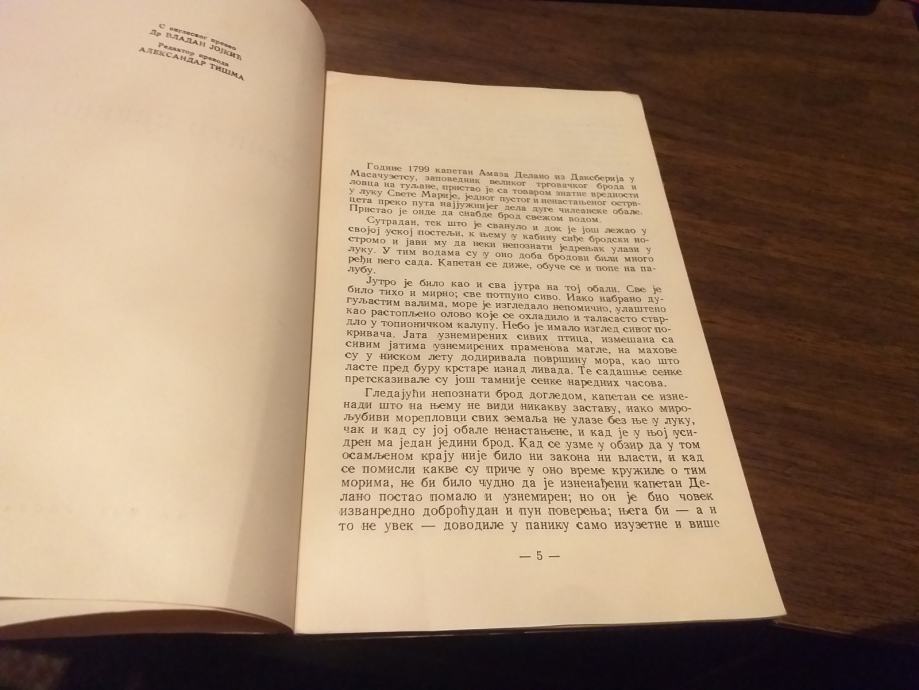 С енглеског превео
Др ВЛАДАН ЈОЈКИЋ
Редактор превода
АЛЕКСАНДАР ТИШМА
Године 1799 капетан Амаза Делано из Даксберија у
Масачузетсу, заповедник великог трговачког брода и
ловца на туљане, пристао је са товаром знатне вредности
у луку Свете Марије, једног пустог и ненастањеног остр-
цета преко пута најјужнијег дела дуге чилеанске обале.
Пристао је онде да снабде брод свежом водом.
Сутрадан, тек што је свануло и док је још лежао у
својој уској постељи, к њему у кабину сиђе бродски но-
стромо и јави му да неки непознати једрењак улази у
луку. У тим водама су у оно доба бродови били много
ређи него сада. Капетан се диже, обуче се и попе на па-
лубу.
Јутро је било као и сва јутра на тој обали. Све је
било тихо и мирно; све потпуно сиво. Иако набрано ду-
гуљастим валима, море је изгледало непомично, улаштено
као растопљено олово које се охладило и таласасто ствр-
дло у топионичком калупу. Небо је имало изглед сивог по-
кривача. Јата узнемирених сивих птица, измешана са
сивим јатима узнемирених праменова магле, на махове
су у ниском лету додиривала површину мора, као што
ласте пред буру крстаре изнад ливада. Те садашње сенке
претсказивале су још тамније сенке наредних часова.
Гледајући непознати брод догледом, капетан се изне-
нади што на њему не види никакву заставу, иако миро-
љубиви морепловци свих земаља не улазе без ње у луку,
чак и кад су јој обале ненастањене, и кад је у њој уси-
дрен ма један једини брод. Кад се узме у обзир да у том
осамљеном крају није било ни закона ни власти, и кад
се помисли какве су приче у оно време кружиле о тим
морима, не би било чудно да је изненађени капетан Де-
лано постао помало и узнемирен; но он је био човек
изванредно доброћудан и пун поверења; њега би — а и
то не увек — доводиле у панику само изузетне и више
— 5 —